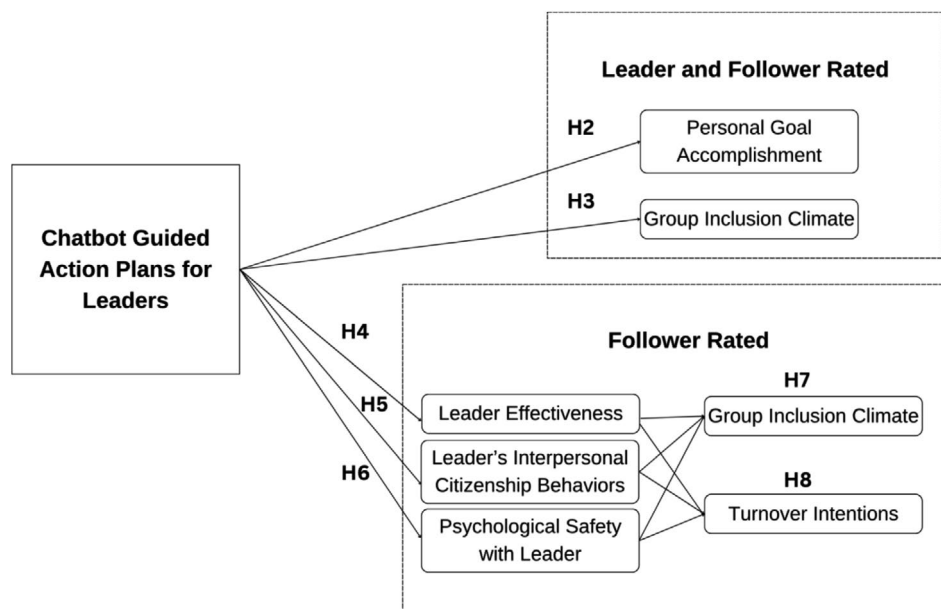 Leader and Follower Rated
H2
Personal Goal
Accomplishment
H3
Group Inclusion Climate
Chatbot Guided
Action Plans for
Leaders
Follower Rated
H4
H5
H6
Leader Effectiveness
Leader's Interpersonal
Citizenship Behaviors
Psychological Safety
with Leader
H7
Group Inclusion Climate
H8
Turnover Intentions